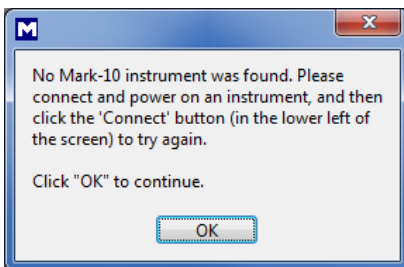 M
No Mark-10 instrument was found. Please
connect and power on an instrument, and then
click the 'Connect' button (in the lower left of
the screen) to try again.
Click "OK" to continue.
OK